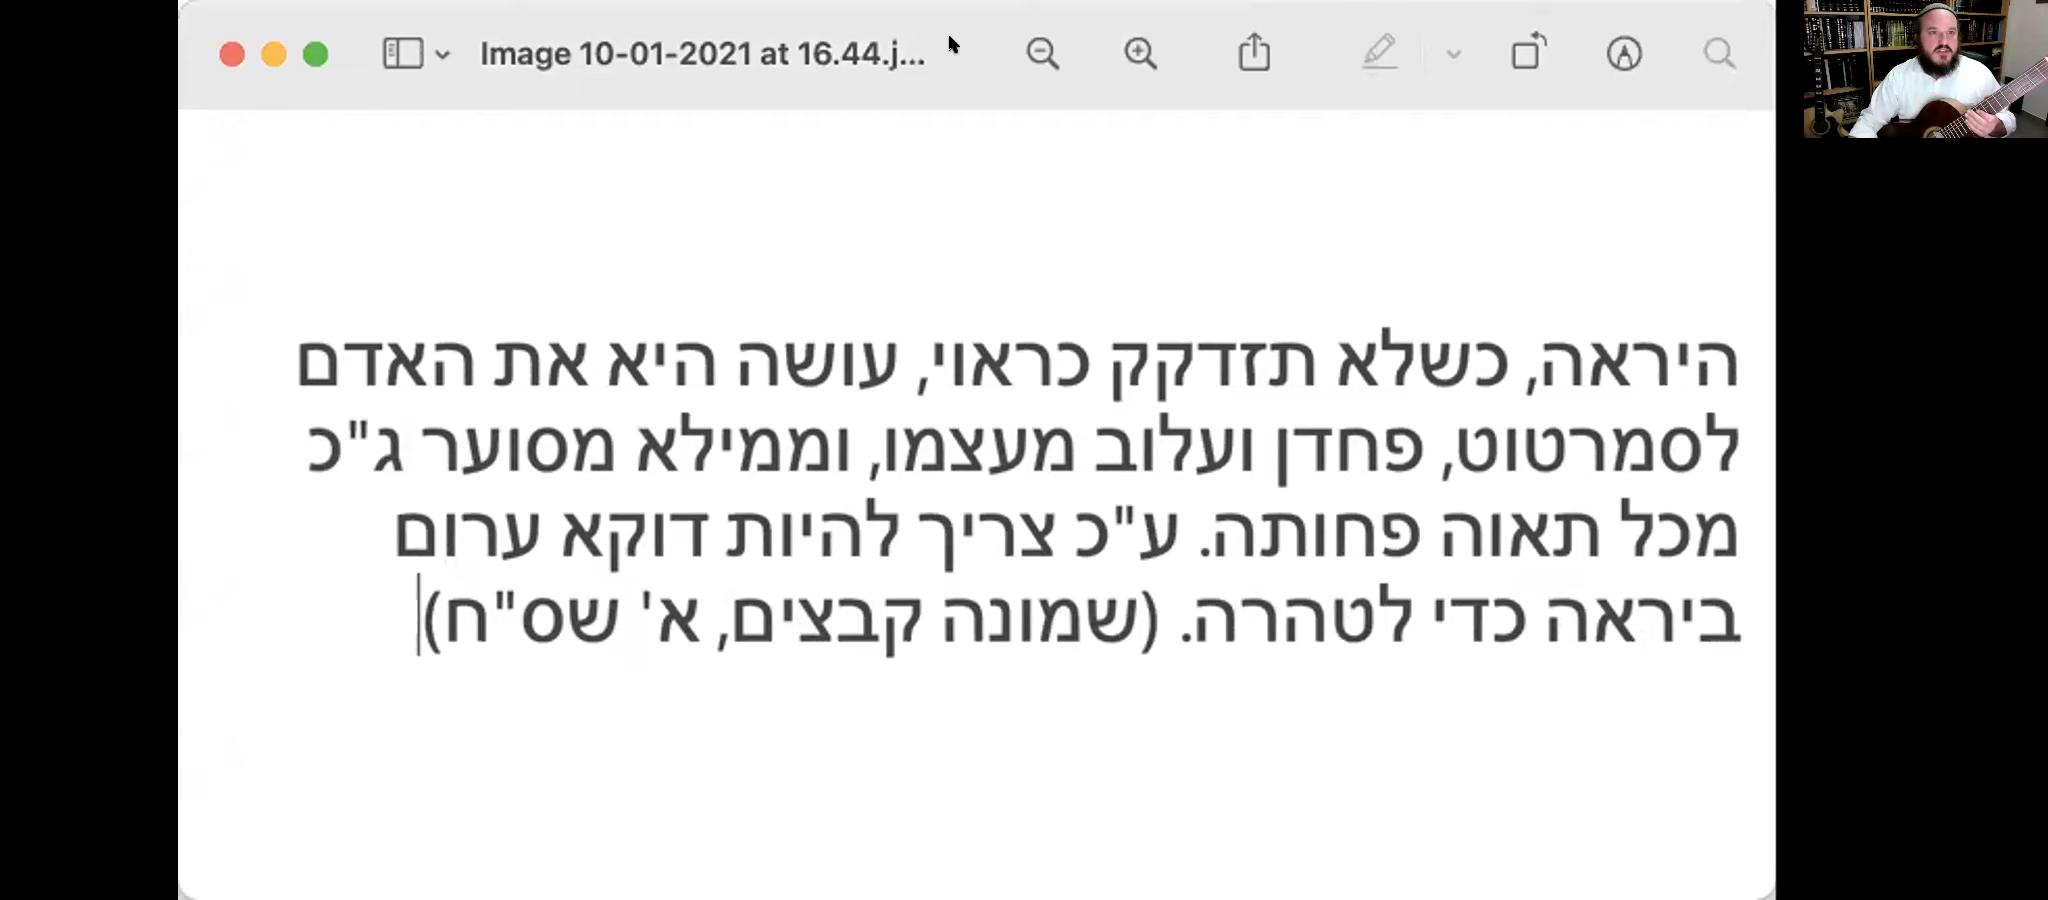 Image 10-01-2021 at 16.44.j...
היראה, כשלא תזדקק כראוי, עושה היא את האדם
לסמרטוט, פחדן ועלוב מעצמו, וממילא מסוער ג"כ
מכל תאוה פחותה. ע"כ צריך להיות דוקא ערום
ביראה כדי לטהרה. (שמונה קבצים, א' שס"ח)